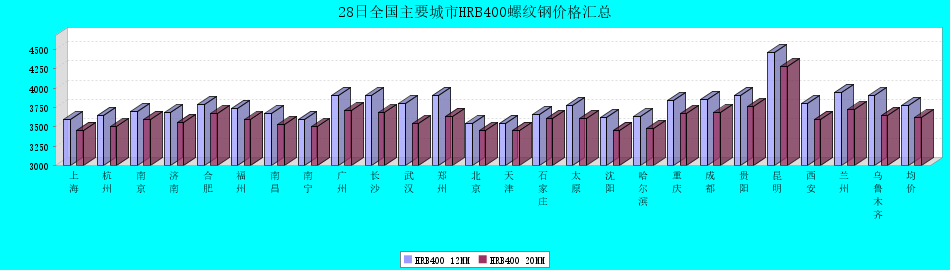 28日全国主要城市HRB400螺纹钢价格汇总
4500
4250
4000
3750
3500
3250
3000
上海
杭州
南京
济南
合肥
福州
南昌
南宁
广州
长沙
武汉
郑州
北京
天津
石家庄
太原
沈阳
哈尔滨
重庆
成都
贵阳
昆明
西安
兰州
乌鲁木齐
均价
HRB400 12MM HRB400 20MM